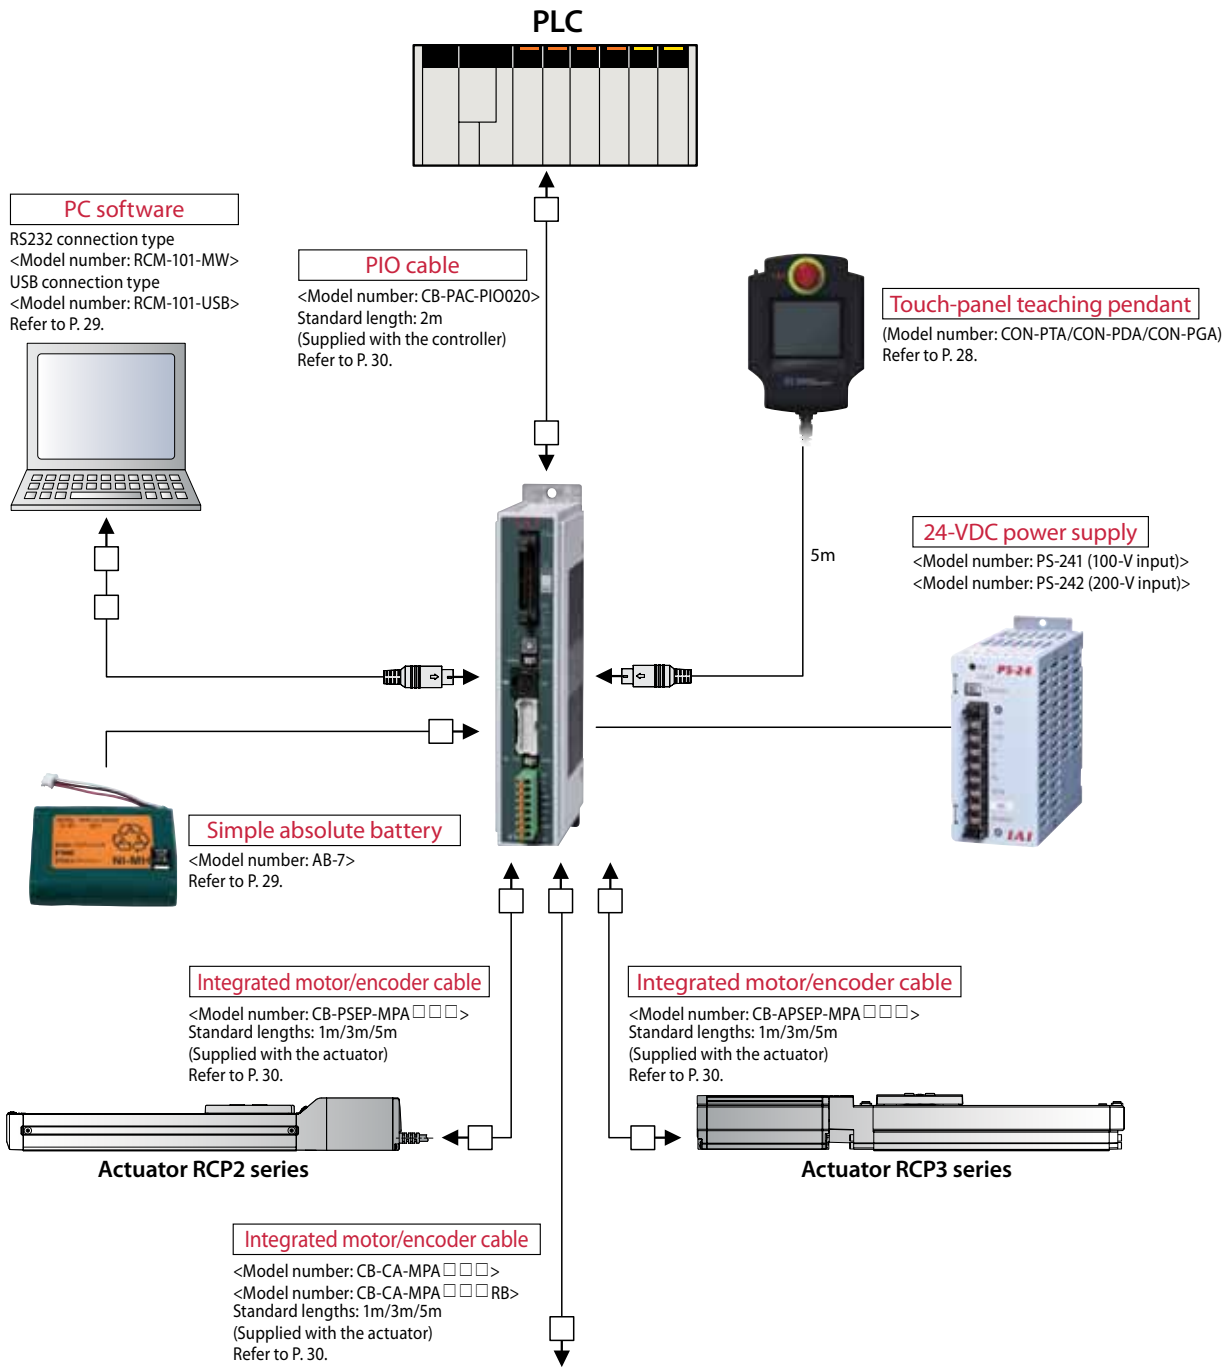 PLC
PC software
RS232 connection type
<Model number: RCM-101-MW>
USB connection type
<Model number: RCM-101-USB>
Refer to P. 29.
PIO cable
<Model number: CB-PAC-PIO020>
Standard length: 2m
(Supplied with the controller)
Refer to P. 30.
Touch-panel teaching pendant
(Model number: CON-PTA/CON-PDA/CON-PGA)
Refer to P. 28.
5m
24-VDC power supply
<Model number: PS-241 (100-V input)>
<Model number: PS-242 (200-V input)>
PS-24
IAI
NI-MH
Simple absolute battery
<Model number: AB-7>
Refer to P. 29.
Integrated motor/encoder cable
<Model number: CB-PSEP-MPA□□□>
Standard lengths: 1m/3m/5m
(Supplied with the actuator)
Refer to P. 30.
Actuator RCP2 series
Integrated motor/encoder cable
<Model number: CB-APSEP-MPA□□□>
Standard lengths: 1m/3m/5m
(Supplied with the actuator)
Refer to P. 30.
Actuator RCP3 series
Integrated motor/encoder cable
<Model number: CB-CA-MPA□□□>
<Model number: CB-CA-MPA□□□RB>
Standard lengths: 1m/3m/5m
(Supplied with the actuator)
Refer to P. 30.